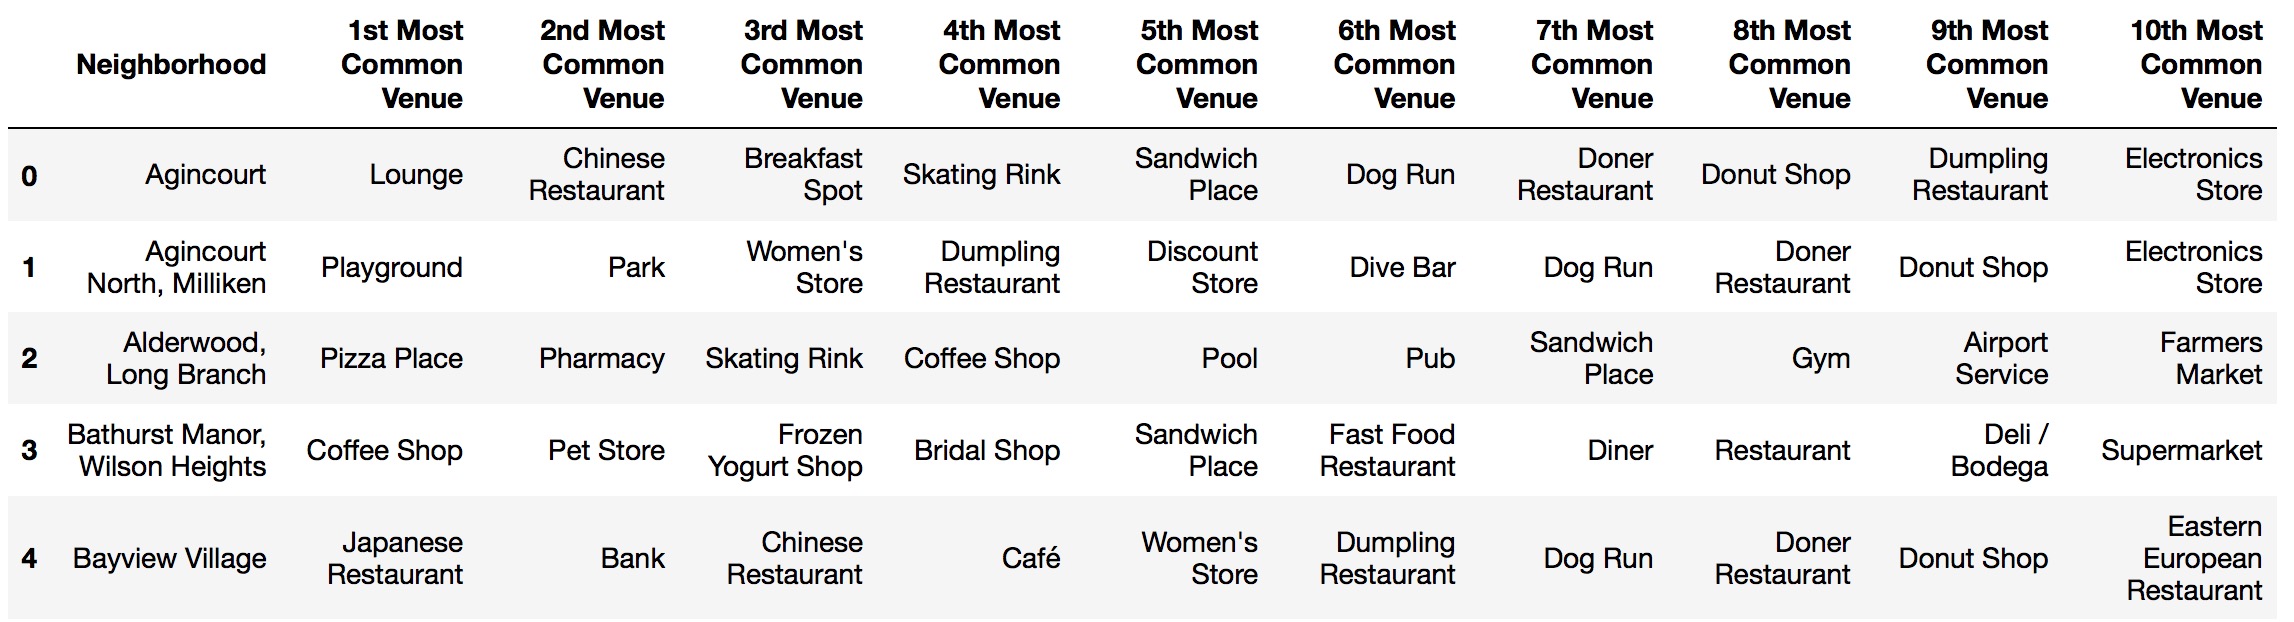 Neighborhood 1st Most Common Venue 2nd Most Common Venue 3rd Most Common Venue 4th Most Common Venue 5th Most Common Venue 6th Most Common Venue 7th Most Common Venue 8th Most Common Venue 9th Most Common Venue 10th Most Common Venue
0 Agincourt Lounge Chinese Restaurant Breakfast Spot Skating Rink Sandwich Place Dog Run Doner Restaurant Donut Shop Dumpling Restaurant Electronics Store
1 Agincourt North, Milliken Playground Park Women's Store Dumpling Restaurant Discount Store Dive Bar Dog Run Doner Restaurant Donut Shop Electronics Store
2 Alderwood, Long Branch Pizza Place Pharmacy Skating Rink Coffee Shop Pool Pub Sandwich Place Gym Airport Service Farmers Market
3 Bathurst Manor, Wilson Heights Coffee Shop Pet Store Frozen Yogurt Shop Bridal Shop Sandwich Place Fast Food Restaurant Diner Restaurant Deli / Bodega Supermarket
4 Bayview Village Japanese Restaurant Bank Chinese Restaurant Café Women's Store Dumpling Restaurant Dog Run Doner Restaurant Donut Shop Eastern European Restaurant